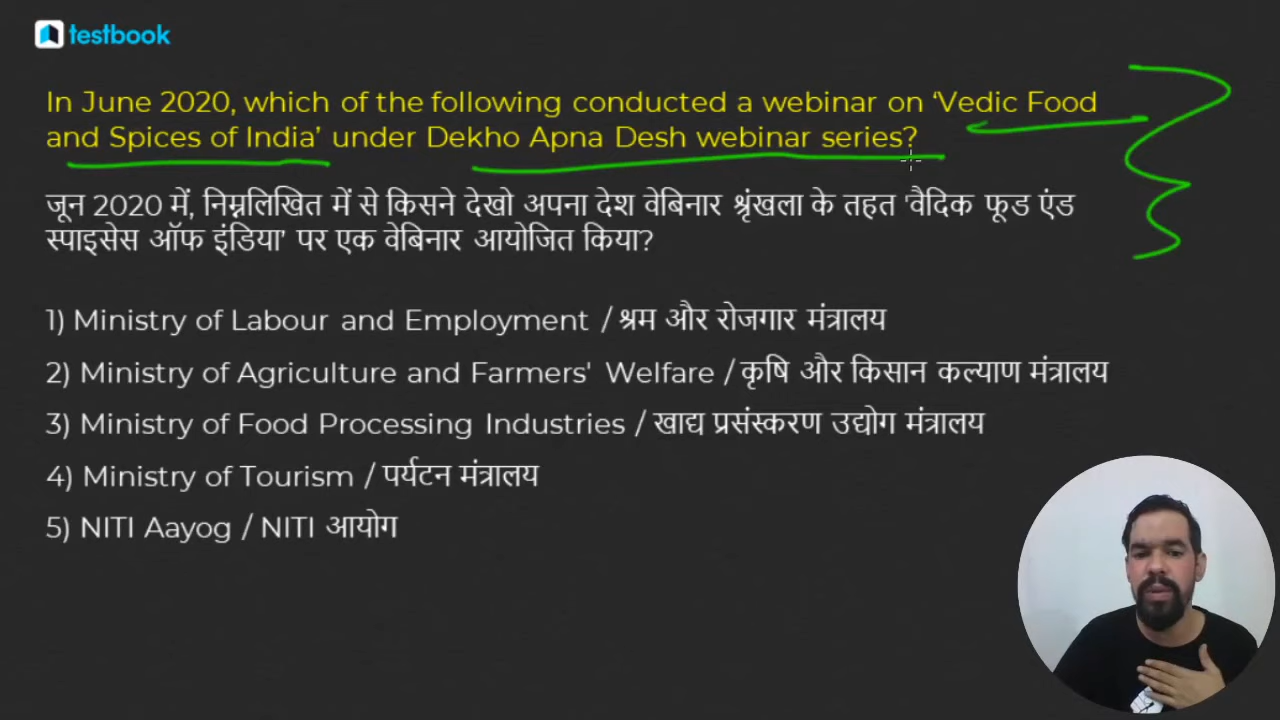 testbook
In June 2020, which of the following conducted a webinar on ‘Vedic Food
and Spices of India’ under Dekho Apna Desh webinar series?
जून 2020 में, निम्नलिखित में से किसने देखो अपना देश वेबिनार श्रृंखला के तहत 'वैदिक फूड एंड
स्पाइसेस ऑफ इंडिया’ पर एक वेबिनार आयोजित किया?
1) Ministry of Labour and Employment / श्रम और रोजगार मंत्रालय
2) Ministry of Agriculture and Farmers' Welfare / कृषि और किसान कल्याण मंत्रालय
3) Ministry of Food Processing Industries / खाद्य प्रसंस्करण उद्योग मंत्रालय
4) Ministry of Tourism / पर्यटन मंत्रालय
5) NITI Aayog / NITI आयोग